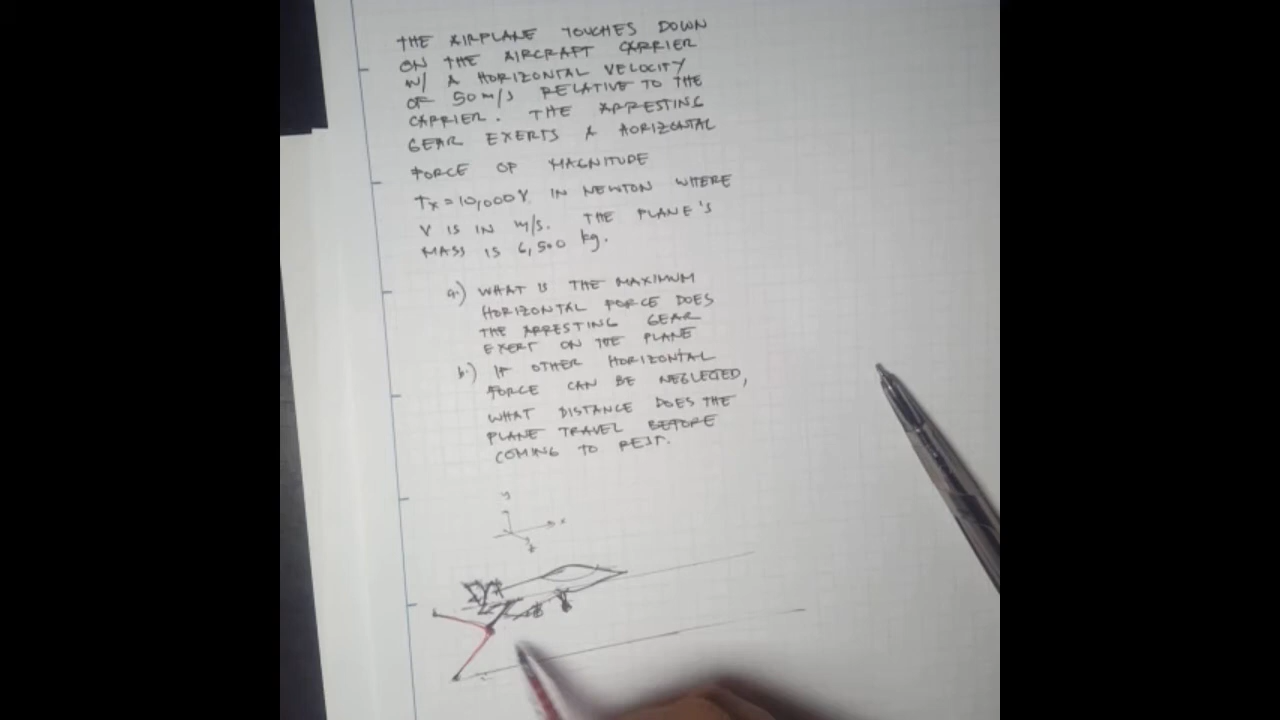 THE AIRPLANE TOUCHES DOWN
ON THE AIRCRAFT CARRIER
W/ A HORIZONTAL VELOCITY
OF 50 m/s RELATIVE TO THE
CARRIER. THE ARRESTING
GEAR EXERTS A HORIZONTAL
FORCE OF MAGNITUDE
Tx = 10,000V IN NEWTON WHERE
V IS IN m/s. THE PLANE'S
MASS IS 6,500 kg.
a.) WHAT IS THE MAXIMUM
HORIZONTAL FORCE DOES
THE ARRESTING GEAR
EXERT ON THE PLANE
b.) IF OTHER HORIZONTAL
FORCE CAN BE NEGLECTED,
WHAT DISTANCE DOES THE
PLANE TRAVEL BEFORE
COMING TO REST.
y
x
z